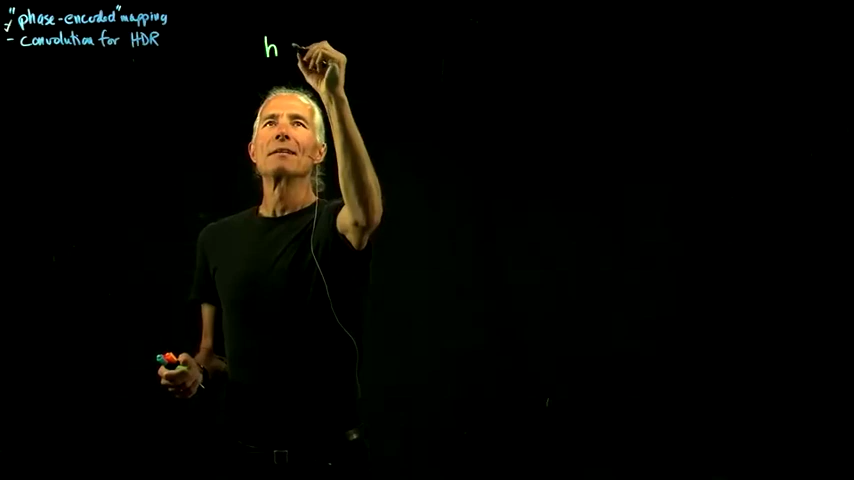 "phase-encoded" mapping
- convolution for HDR
h